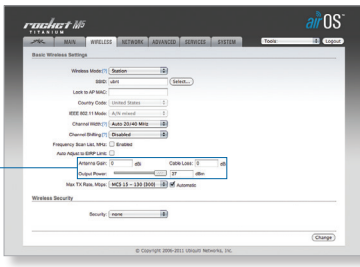 rocket M5
TITANIUM
airOS
MAIN WIRELESS NETWORK ADVANCED SERVICES SYSTEM Tools Logout
Basic Wireless Settings
Wireless Mode:[?] Station
SSID: ubnt Select...
Lock to AP MAC:
Country Code: United States
IEEE 802.11 Mode: A/N mixed
Channel Width:[?] Auto 20/40 MHz
Channel Shifting:[?] Disabled
Frequency Scan List, MHz: Enabled
Auto Adjust to EIRP Limit:
Antenna Gain: 0 dBi Cable Loss: 0 dB
Output Power: 27 dBm
Max TX Rate, Mbps: MCS 15 - 130 [300] Automatic
Wireless Security
Security: none
Change
© Copyright 2006-2011 Ubiquiti Networks, Inc.